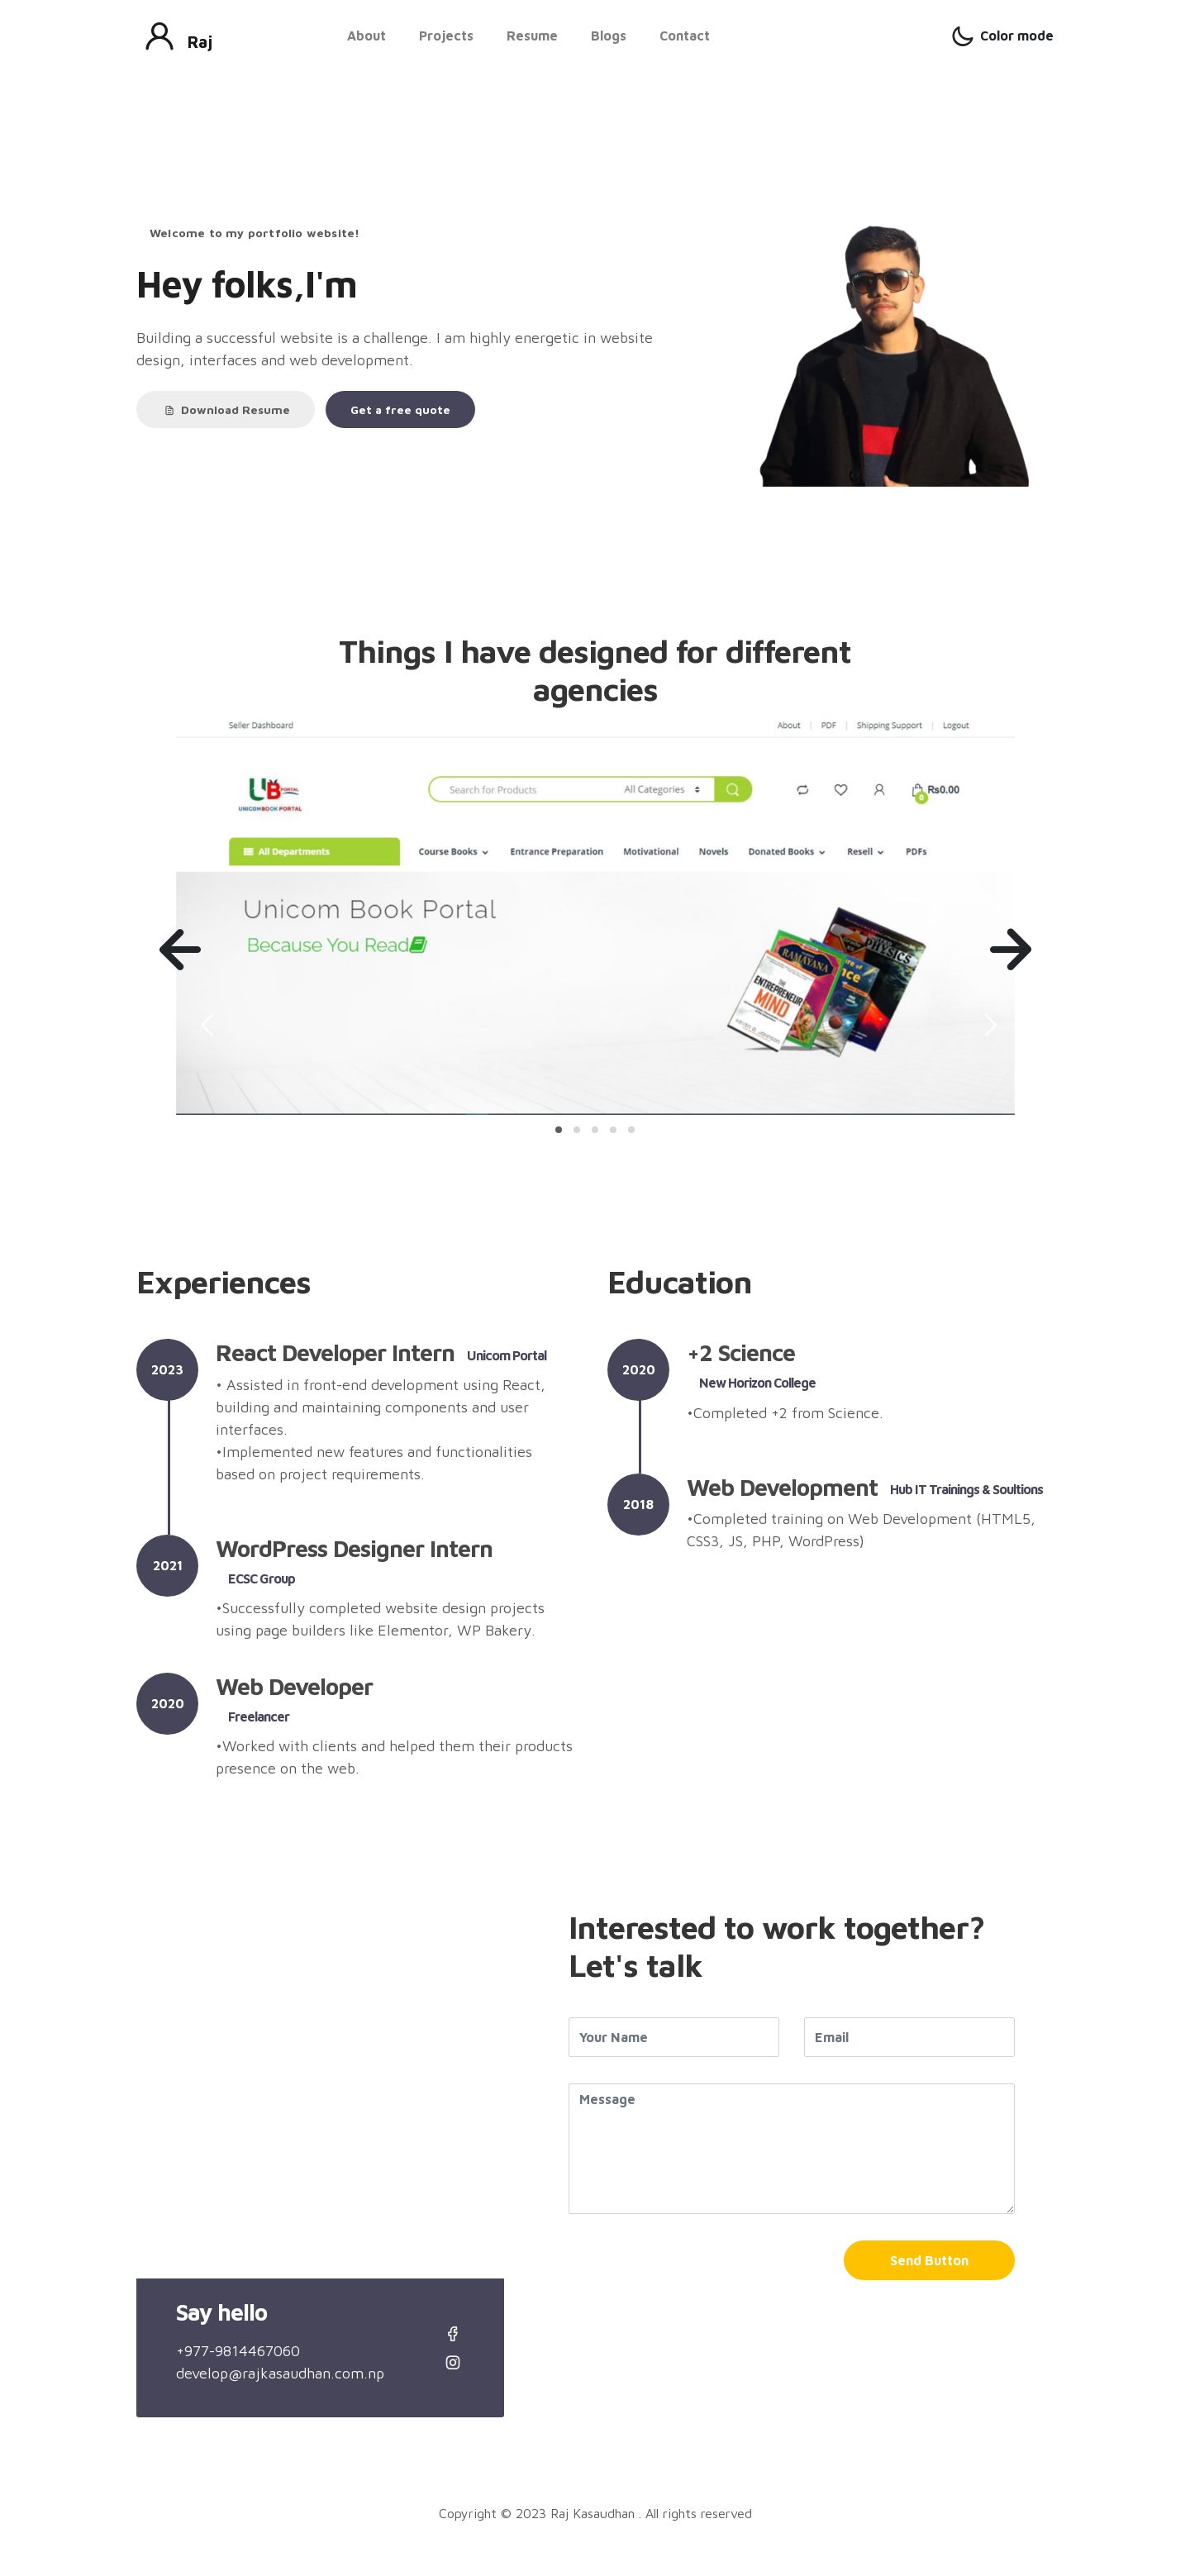 Raj
About
Projects
Resume
Blogs
Contact
Color mode
Welcome to my portfolio website!
Hey folks,I'm
Building a successful website is a challenge. I am highly energetic in website
design, interfaces and web development.
Download Resume
Get a free quote
Things I have designed for different
agencies
Seller Dashboard
About | PDF | Shipping Support | Logout
UB PORTAL
UNICOMBOOK PORTAL
Search for Products
All Categories
0
₨0.00
All Departments
Course Books
Entrance Preparation
Motivational
Novels
Donated Books
Resell
PDFs
Unicom Book Portal
Because You Read
THE
ENTREPRENEUR
MIND
RAMAYANA
PHYSICS
Experiences
2023
React Developer Intern Unicom Portal
• Assisted in front-end development using React,
building and maintaining components and user
interfaces.
•Implemented new features and functionalities
based on project requirements.
2021
WordPress Designer Intern
ECSC Group
•Successfully completed website design projects
using page builders like Elementor, WP Bakery.
2020
Web Developer
Freelancer
•Worked with clients and helped them their products
presence on the web.
Education
2020
+2 Science
New Horizon College
•Completed +2 from Science.
2018
Web Development Hub IT Trainings & Soultions
•Completed training on Web Development (HTML5,
CSS3, JS, PHP, WordPress)
Interested to work together?
Let's talk
Your Name
Email
Message
Send Button
Say hello
+977-9814467060
develop@rajkasaudhan.com.np
Copyright © 2023 Raj Kasaudhan . All rights reserved